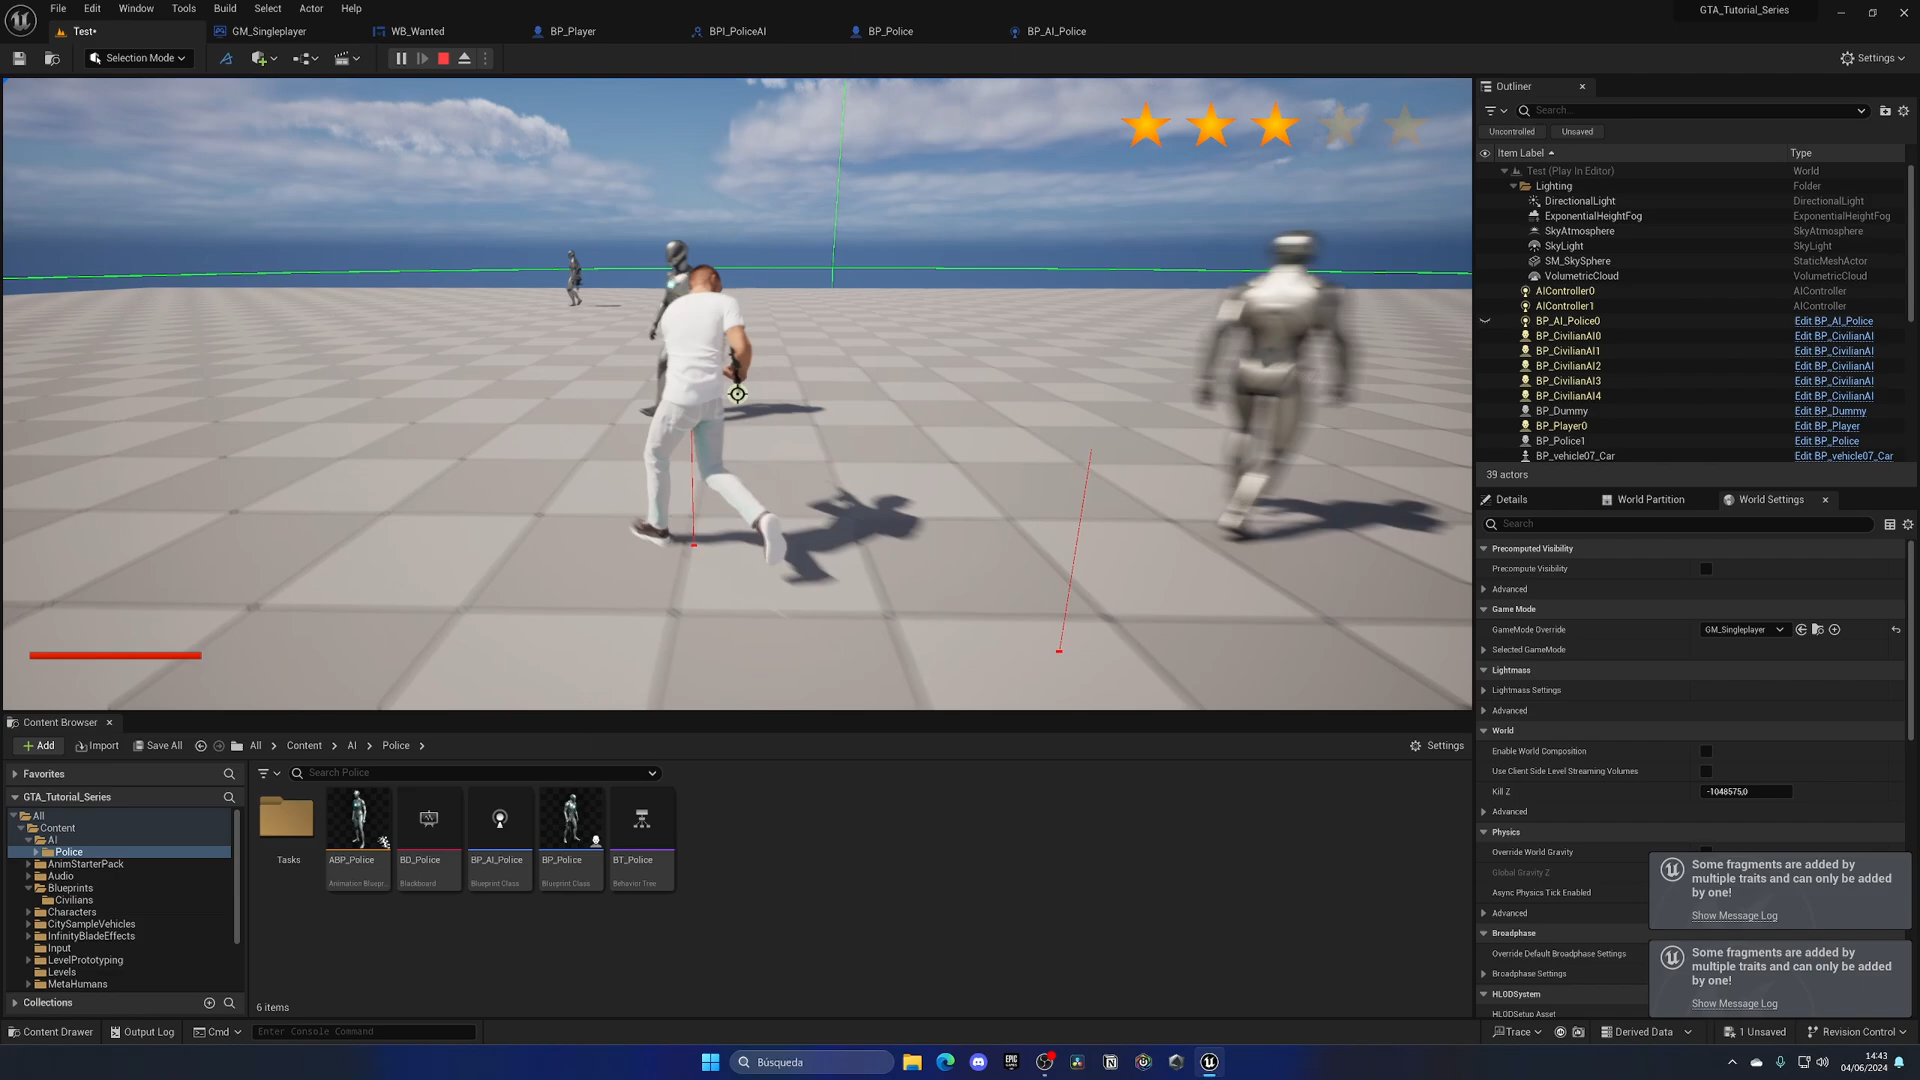 File Edit Window Tools Build Select Actor Help
GTA_Tutorial_Series
Test•
GM_Singleplayer
WB_Wanted
BP_Player
BPI_PoliceAI
BP_Police
BP_AI_Police
Selection Mode
Settings
Outliner
Search...
Uncontrolled
Unsaved
Item Label
Type
Test (Play In Editor) World
Lighting Folder
DirectionalLight DirectionalLight
ExponentialHeightFog ExponentialHeightFog
SkyAtmosphere SkyAtmosphere
SkyLight SkyLight
SM_SkySphere StaticMeshActor
VolumetricCloud VolumetricCloud
AIController0 AIController
AIController1 AIController
BP_AI_Police0 Edit BP_AI_Police
BP_CivilianAI0 Edit BP_CivilianAI
BP_CivilianAI1 Edit BP_CivilianAI
BP_CivilianAI2 Edit BP_CivilianAI
BP_CivilianAI3 Edit BP_CivilianAI
BP_CivilianAI4 Edit BP_CivilianAI
BP_Dummy Edit BP_Dummy
BP_Player0 Edit BP_Player
BP_Police1 Edit BP_Police
BP_vehicle07_Car Edit BP_vehicle07_Car
39 actors
Details
World Partition
World Settings
Search
Precomputed Visibility
Precompute Visibility
Advanced
Game Mode
GameMode Override GM_Singleplayer
Selected GameMode
Lightmass
Lightmass Settings
Advanced
World
Enable World Composition
Use Client Side Level Streaming Volumes
Kill Z -1048575,0
Advanced
Physics
Override World Gravity
Global Gravity Z
Async Physics Tick Enabled
Advanced
Broadphase
Override Default Broadphase Settings
Broadphase Settings
HLODSystem
HLODSetup Asset
Some fragments are added by
multiple traits and can only be added
by one!
Show Message Log
Some fragments are added by
multiple traits and can only be added
by one!
Show Message Log
Content Browser
Add Import Save All All Content AI Police
Settings
Favorites
GTA_Tutorial_Series
All
Content
AI
Police
AnimStarterPack
Audio
Blueprints
Civilians
Characters
CitySampleVehicles
InfinityBladeEffects
Input
LevelPrototyping
Levels
MetaHumans
Collections
Search Police
Tasks
ABP_Police
Animation Bluepr...
BD_Police
Blackboard
BP_AI_Police
Blueprint Class
BP_Police
Blueprint Class
BT_Police
Behavior Tree
6 items
Content Drawer
Output Log
Cmd
Enter Console Command
Trace
Derived Data
1 Unsaved
Revision Control
Búsqueda
EPIC
14:43
04/06/2024